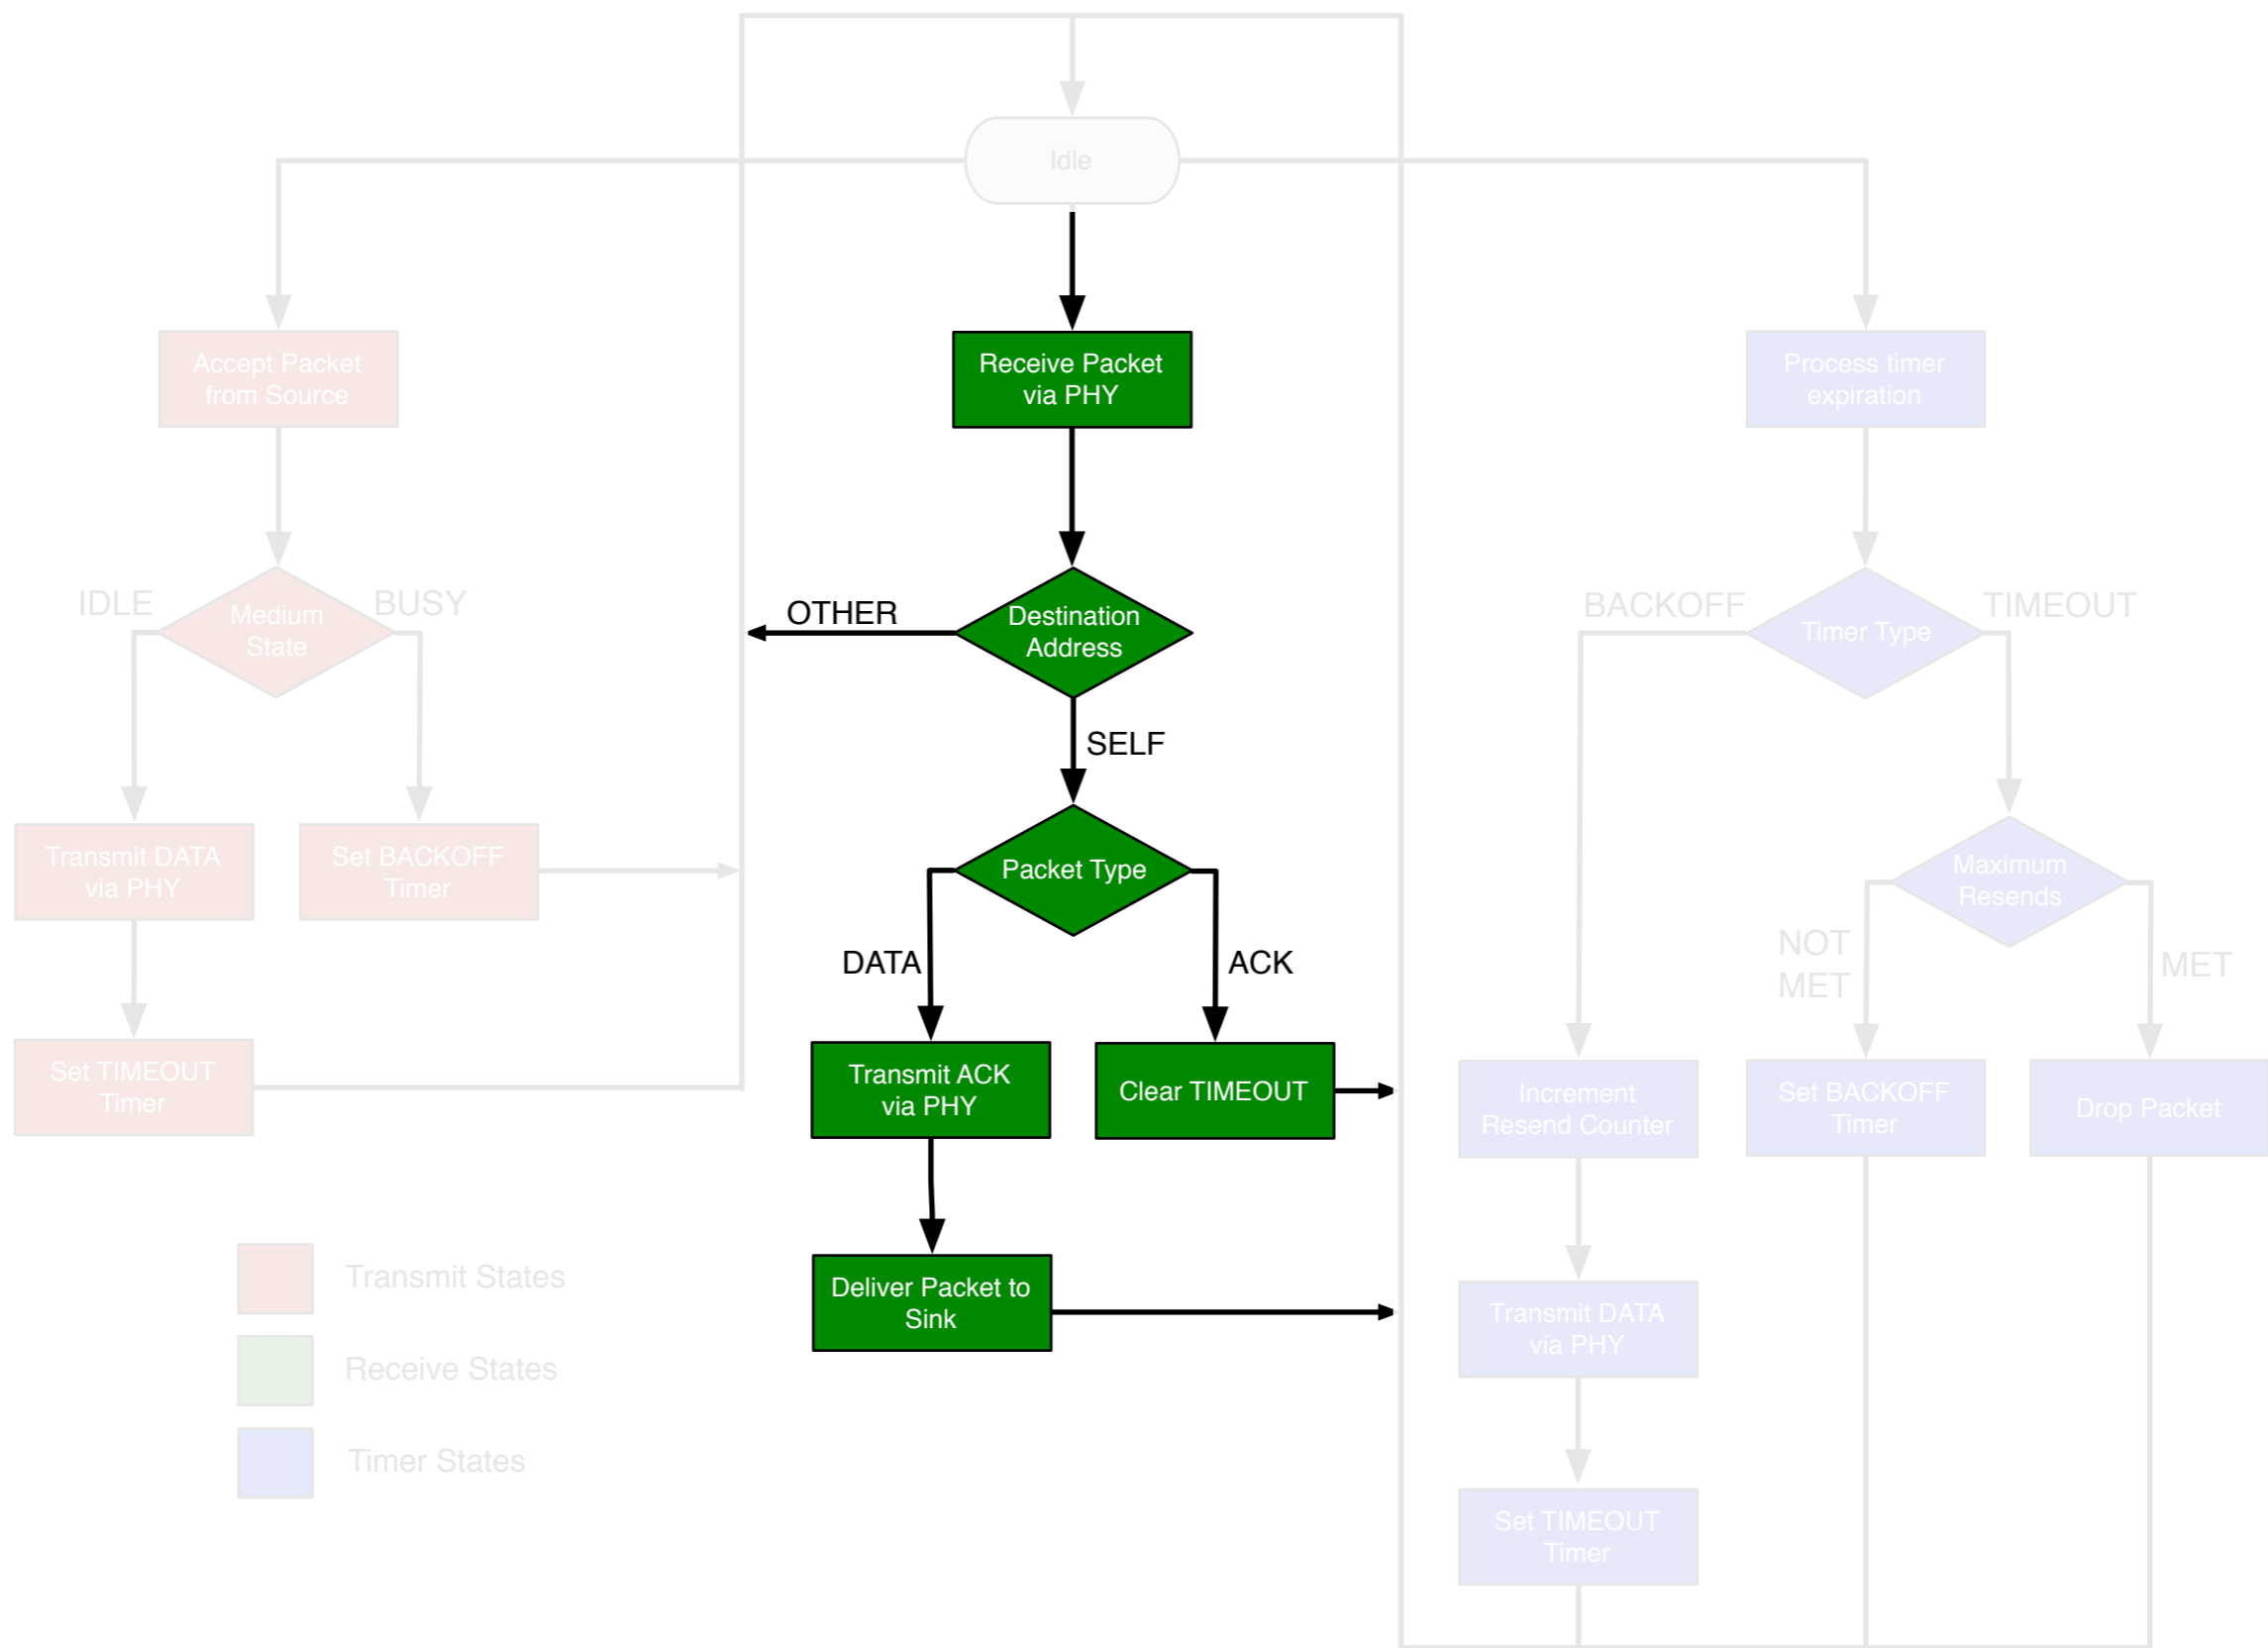 Idle
Accept Packet
from Source
Receive Packet
via PHY
Process timer
expiration
IDLE
Medium
State
BUSY
OTHER
Destination
Address
BACKOFF
Timer Type
TIMEOUT
SELF
Transmit DATA
via PHY
Set BACKOFF
Timer
Packet Type
Maximum
Resends
DATA
ACK
NOT
MET
MET
Set TIMEOUT
Timer
Transmit ACK
via PHY
Clear TIMEOUT
Increment
Resend Counter
Set BACKOFF
Timer
Drop Packet
Deliver Packet to
Sink
Transmit DATA
via PHY
Set TIMEOUT
Timer
Transmit States
Receive States
Timer States